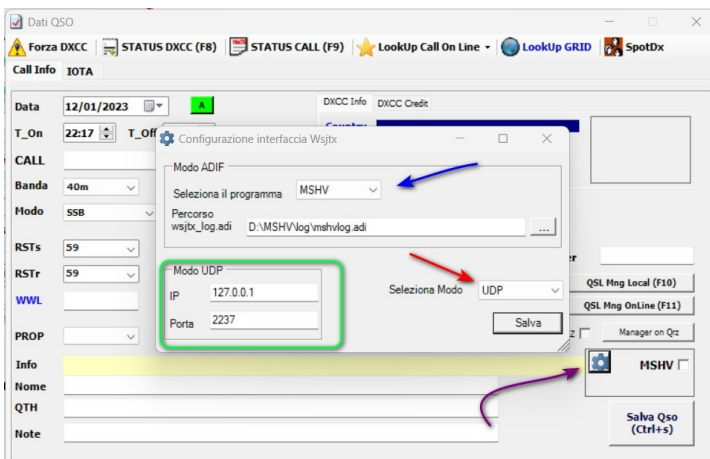 Dati QSO
Forza DXCC STATUS DXCC (F8) STATUS CALL (F9) LookUp Call On Line LookUp GRID SpotDx
Call Info IOTA
Data 12/01/2023 A DXCC Info DXCC Credit
T_On 22:17 T_Off
Configurazione interfaccia Wsjtx
CALL
Modo ADIF
Banda 40m
Seleziona il programma MSHV
Modo SSB
Percorso
wsjtx_log.adi D:\MSHV\log\mshvlog.adi ...
RSTs 59
RSTr 59
Modo UDP
IP 127.0.0.1
Seleziona Modo UDP
QSL Mng Local (F10)
WWL
Porta 2237
Salva
QSL Mng OnLine (F11)
PROP
Manager on Qrz
Info
MSHV
Nome
QTH
Salva Qso
(Ctrl+s)
Note